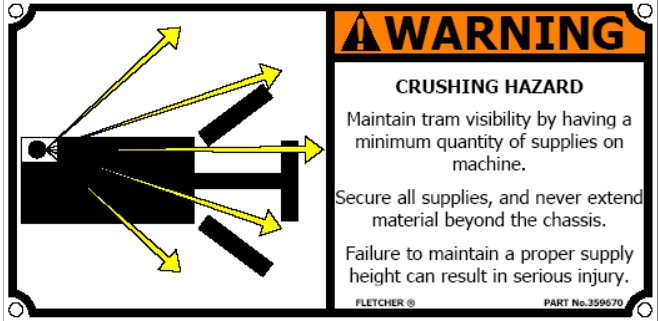 WARNING
CRUSHING HAZARD
Maintain tram visibility by having a
minimum quantity of supplies on
machine.
Secure all supplies, and never extend
material beyond the chassis.
Failure to maintain a proper supply
height can result in serious injury.
FLETCHER ® PART No.359670